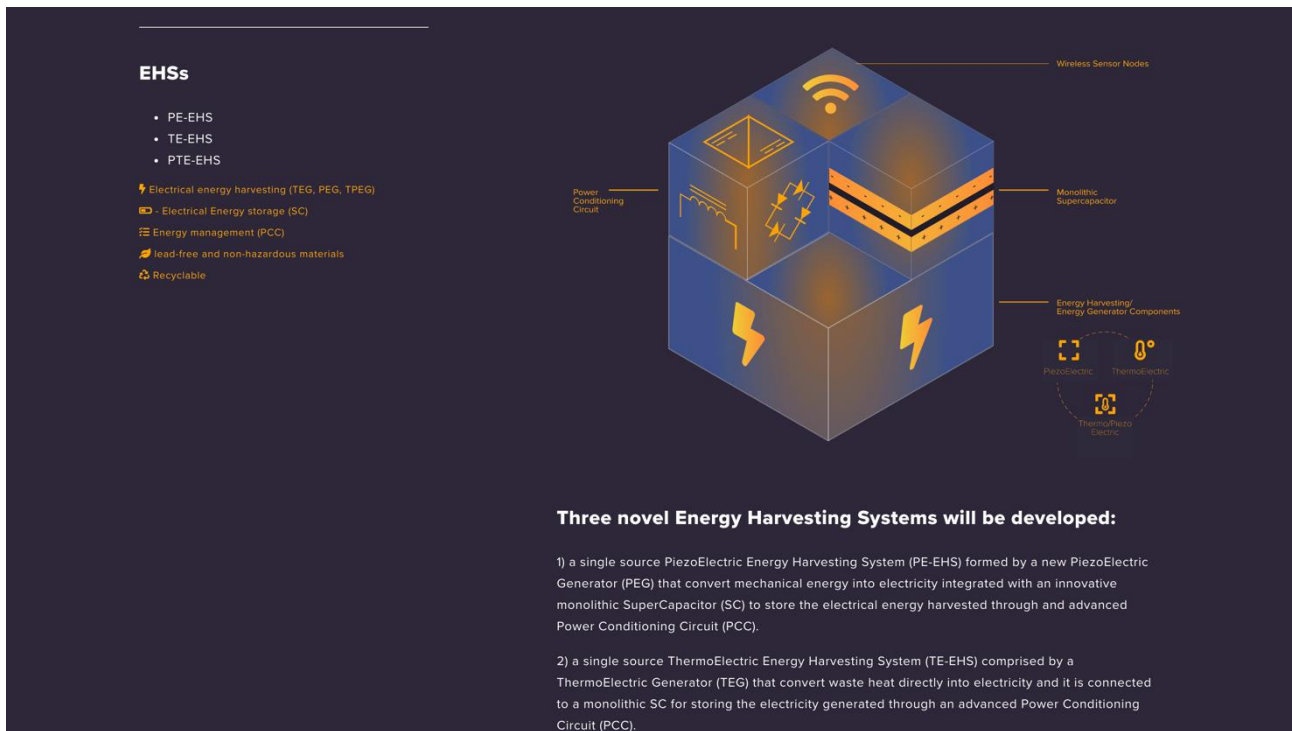 EHSs
• PE-EHS
• TE-EHS
• PTE-EHS
Electrical energy harvesting (TEG, PEG, TPEG)
- Electrical Energy storage (SC)
Energy management (PCC)
lead-free and non-hazardous materials
Recyclable
Wireless Sensor Nodes
Power
Conditioning
Circuit
Monolithic
Supercapacitor
Energy Harvesting/
Energy Generator Components
PiezoElectric
ThermoElectric
Thermo/Piezo
Electric
Three novel Energy Harvesting Systems will be developed:
1) a single source PiezoElectric Energy Harvesting System (PE-EHS) formed by a new PiezoElectric
Generator (PEG) that convert mechanical energy into electricity integrated with an innovative
monolithic SuperCapacitor (SC) to store the electrical energy harvested through and advanced
Power Conditioning Circuit (PCC).
2) a single source ThermoElectric Energy Harvesting System (TE-EHS) comprised by a
ThermoElectric Generator (TEG) that convert waste heat directly into electricity and it is connected
to a monolithic SC for storing the electricity generated through an advanced Power Conditioning
Circuit (PCC).